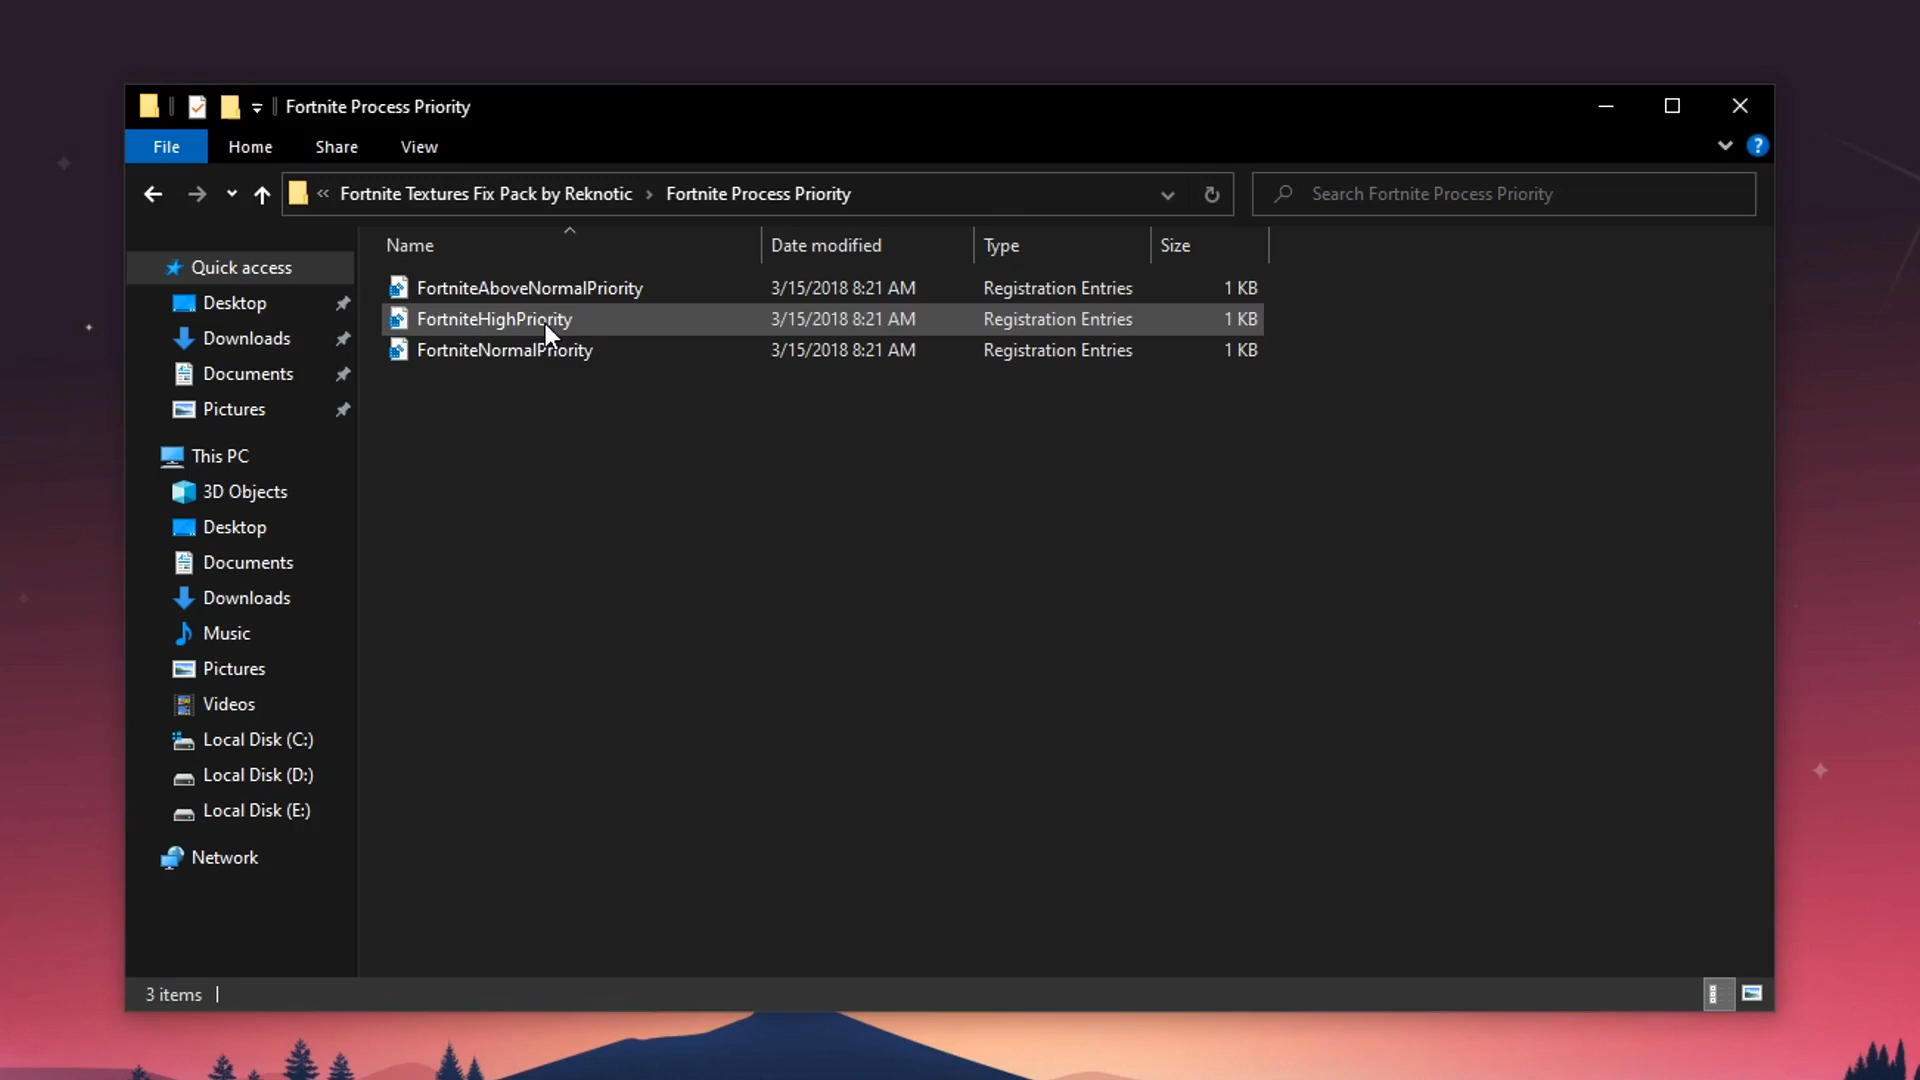 Fortnite Process Priority
File Home Share View ?
« Fortnite Textures Fix Pack by Reknotic › Fortnite Process Priority Search Fortnite Process Priority
Name Date modified Type Size
Quick access
Desktop
Downloads
Documents
Pictures
This PC
3D Objects
Desktop
Documents
Downloads
Music
Pictures
Videos
Local Disk (C:)
Local Disk (D:)
Local Disk (E:)
Network
FortniteAboveNormalPriority 3/15/2018 8:21 AM Registration Entries 1 KB
FortniteHighPriority 3/15/2018 8:21 AM Registration Entries 1 KB
FortniteNormalPriority 3/15/2018 8:21 AM Registration Entries 1 KB
3 items